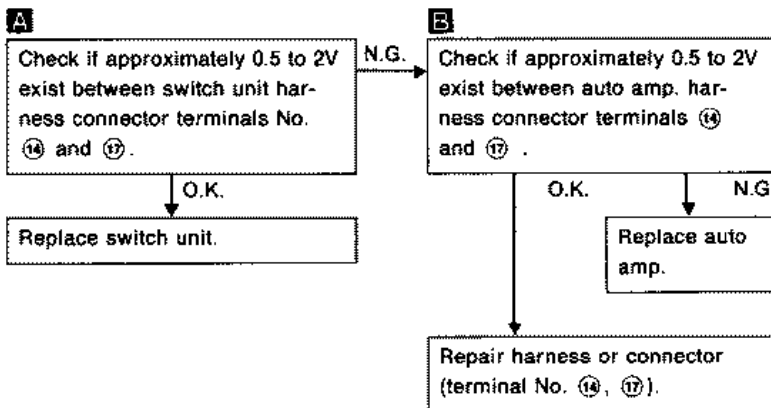 A
Check if approximately 0.5 to 2V
exist between switch unit har-
ness connector terminals No.
⑭ and ⑰.
N.G.
O.K.
Replace switch unit.
B
Check if approximately 0.5 to 2V
exist between auto amp. har-
ness connector terminals ⑭
and ⑰ .
O.K.
N.G
Replace auto
amp.
Repair harness or connector
(terminal No. ⑭, ⑰).